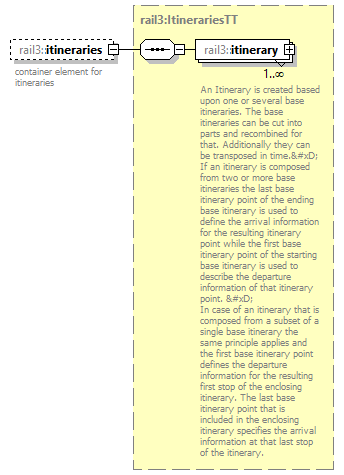 rail3:ItinerariesTT
rail3:itineraries
rail3:itinerary
container element for
itineraries
1..∞
An Itinerary is created based
upon one or several base
itineraries. The base
itineraries can be cut into
parts and recombined for
that. Additionally they can
be transposed in time.&#xD;
If an itinerary is composed
from two or more base
itineraries the last base
itinerary point of the ending
base itinerary is used to
define the arrival information
for the resulting itinerary
point while the first base
itinerary point of the starting
base itinerary is used to
describe the departure
information of that itinerary
point. &#xD;
In case of an itinerary that is
composed from a subset of a
single base itinerary the
same principle applies and
the first base itinerary point
defines the departure
information for the resulting
first stop of the enclosing
itinerary. The last base
itinerary point that is
included in the enclosing
itinerary specifies the arrival
information at that last stop
of the itinerary.